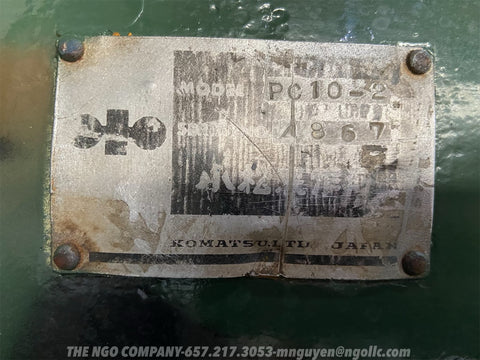 MODEL PC10-2
4867
KOMATSU.LTD JAPAN
THE NGO COMPANY-657.217.3053-mnguyen@ngollc.com